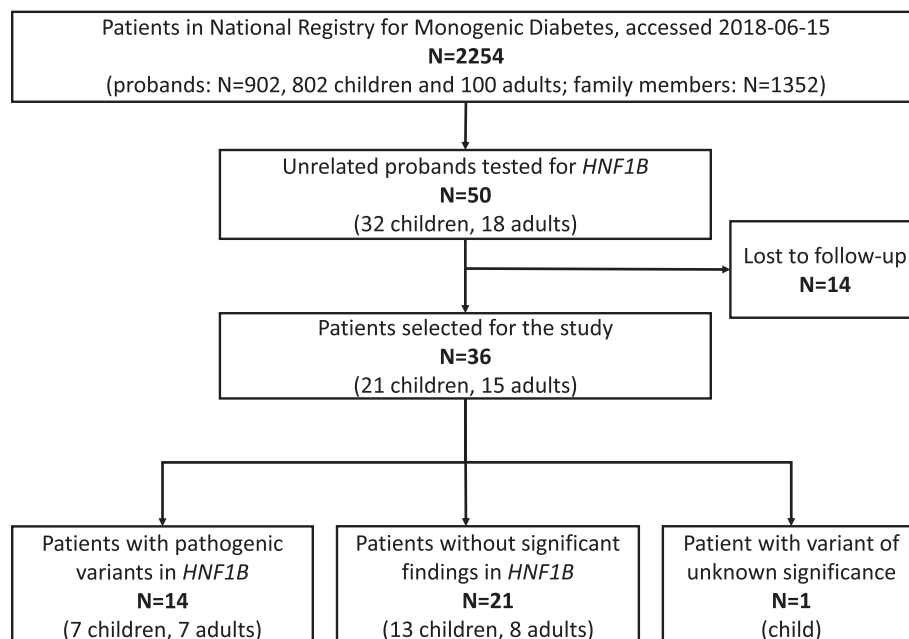 Patients in National Registry for Monogenic Diabetes, accessed 2018-06-15
N=2254
(probands: N=902, 802 children and 100 adults; family members: N=1352)
Unrelated probands tested for HNF1B
N=50
(32 children, 18 adults)
Lost to follow-up
N=14
Patients selected for the study
N=36
(21 children, 15 adults)
Patients with pathogenic
variants in HNF1B
N=14
(7 children, 7 adults)
Patients without significant
findings in HNF1B
N=21
(13 children, 8 adults)
Patient with variant of
unknown significance
N=1
(child)